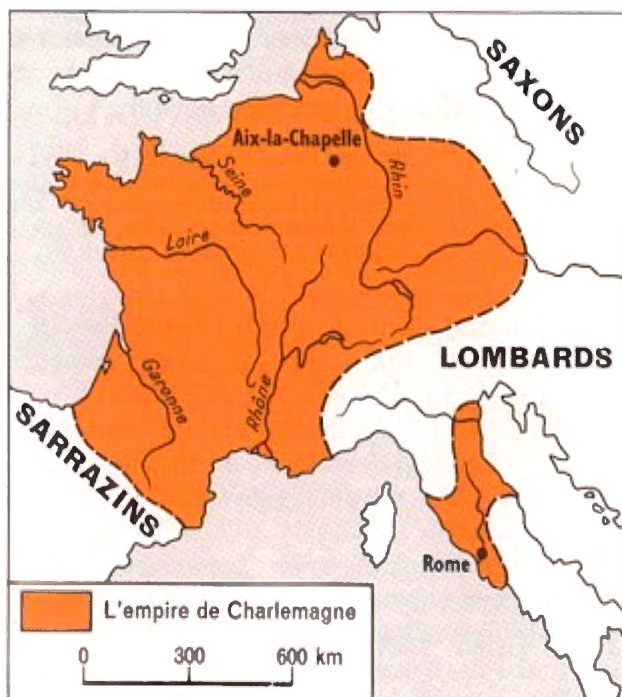 SAXONS
Aix-la-Chapelle
Seine
Rhin
Loire
LOMBARDS
Garonne
Rhône
SARRAZINS
Rome
L'empire de Charlemagne
0 300 600 km